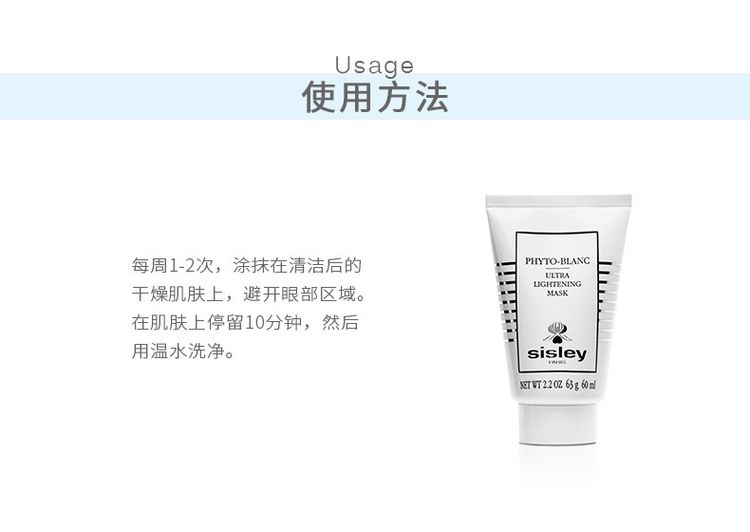 Usage
使用方法
每周1-2次，涂抹在清洁后的
干燥肌肤上，避开眼部区域。
在肌肤上停留10分钟，然后
用温水洗净。
PHYTO-BLANC
ULTRA
LIGHTENING
MASK
sisley
PARIS
NET WT 2.2 OZ 63 g 60 ml